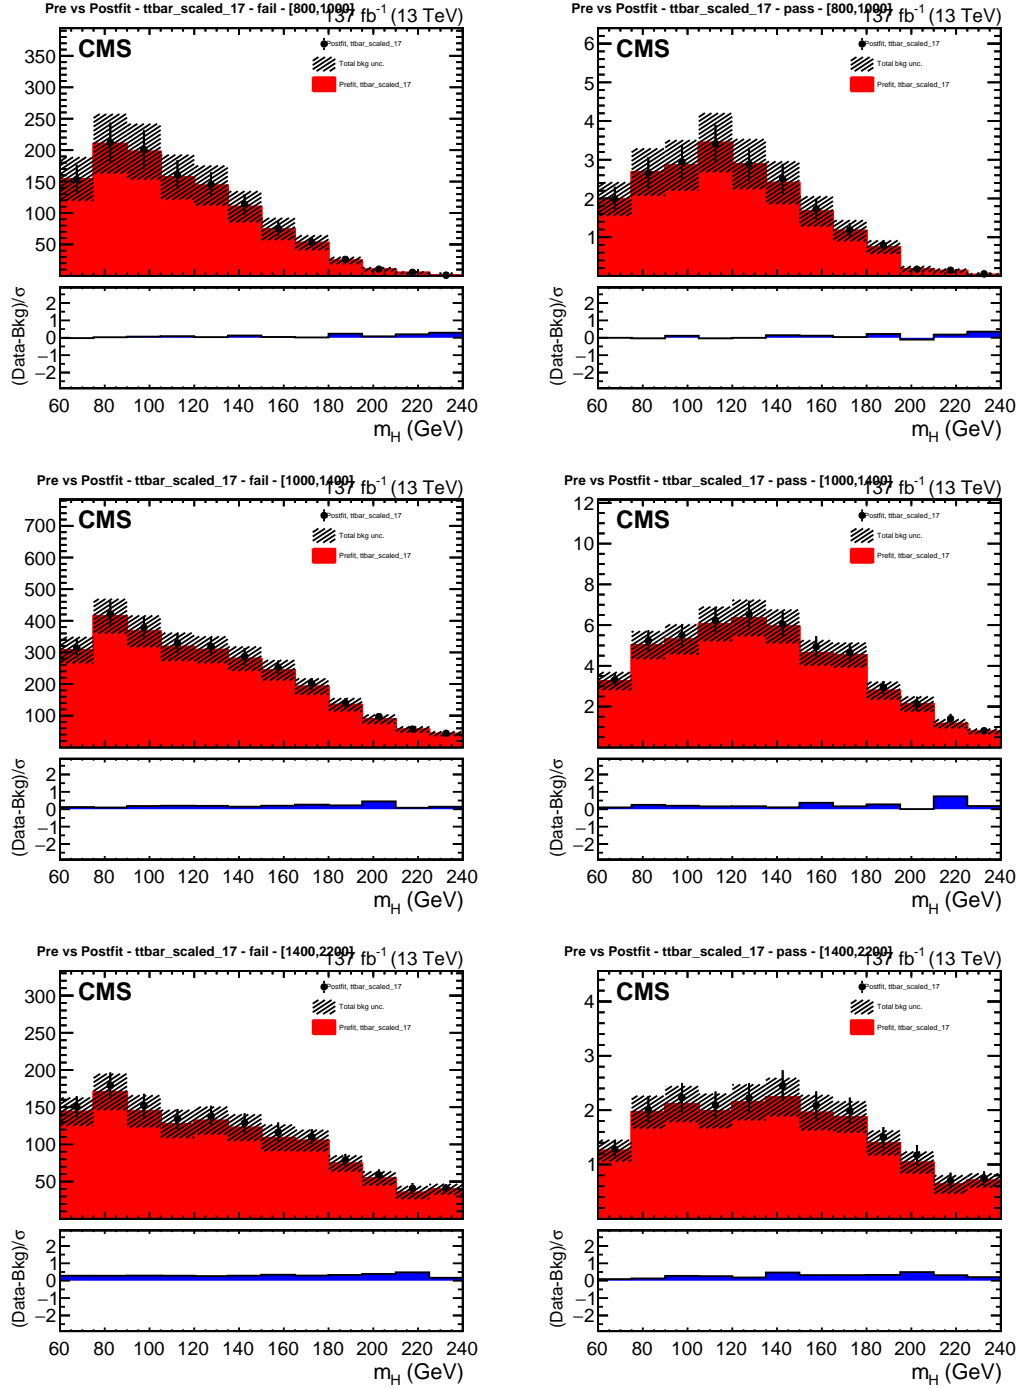 Pre vs Postfit - ttbar_scaled_17 - fail - [800,1000]
137 fb-1 (13 TeV)
CMS
Postfit, ttbar_scaled_17
Total bkg unc.
Prefit, ttbar_scaled_17
350
300
250
200
150
100
50
(Data-Bkg)/σ
2
1
0
−1
−2
60 80 100 120 140 160 180 200 220 240
m_H (GeV)
Pre vs Postfit - ttbar_scaled_17 - pass - [800,1000]
137 fb-1 (13 TeV)
CMS
Postfit, ttbar_scaled_17
Total bkg unc.
Prefit, ttbar_scaled_17
6
5
4
3
2
1
(Data-Bkg)/σ
2
1
0
−1
−2
60 80 100 120 140 160 180 200 220 240
m_H (GeV)
Pre vs Postfit - ttbar_scaled_17 - fail - [1000,1400]
137 fb-1 (13 TeV)
CMS
Postfit, ttbar_scaled_17
Total bkg unc.
Prefit, ttbar_scaled_17
700
600
500
400
300
200
100
(Data-Bkg)/σ
2
1
0
−1
−2
60 80 100 120 140 160 180 200 220 240
m_H (GeV)
Pre vs Postfit - ttbar_scaled_17 - pass - [1000,1400]
137 fb-1 (13 TeV)
CMS
Postfit, ttbar_scaled_17
Total bkg unc.
Prefit, ttbar_scaled_17
12
10
8
6
4
2
(Data-Bkg)/σ
2
1
0
−1
−2
60 80 100 120 140 160 180 200 220 240
m_H (GeV)
Pre vs Postfit - ttbar_scaled_17 - fail - [1400,2200]
137 fb-1 (13 TeV)
CMS
Postfit, ttbar_scaled_17
Total bkg unc.
Prefit, ttbar_scaled_17
300
250
200
150
100
50
(Data-Bkg)/σ
2
1
0
−1
−2
60 80 100 120 140 160 180 200 220 240
m_H (GeV)
Pre vs Postfit - ttbar_scaled_17 - pass - [1400,2200]
137 fb-1 (13 TeV)
CMS
Postfit, ttbar_scaled_17
Total bkg unc.
Prefit, ttbar_scaled_17
4
3
2
1
(Data-Bkg)/σ
2
1
0
−1
−2
60 80 100 120 140 160 180 200 220 240
m_H (GeV)